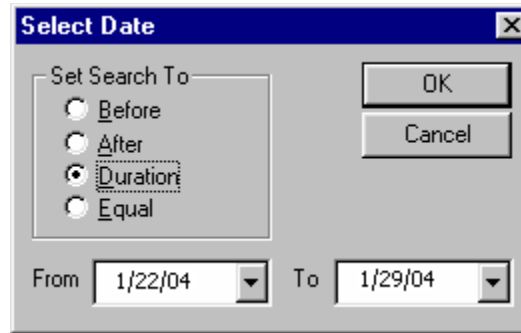 Select Date
Set Search To
Before
After
Duration
Equal
OK
Cancel
From 1/22/04 To 1/29/04